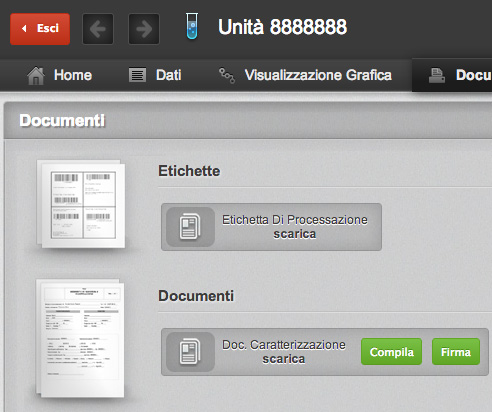 Esci
Unità 8888888
Home
Dati
Visualizzazione Grafica
Docu
Documenti
Etichette
Etichetta Di Processazione
scarica
Documenti
Doc. Caratterizzazione
scarica
Compila
Firma